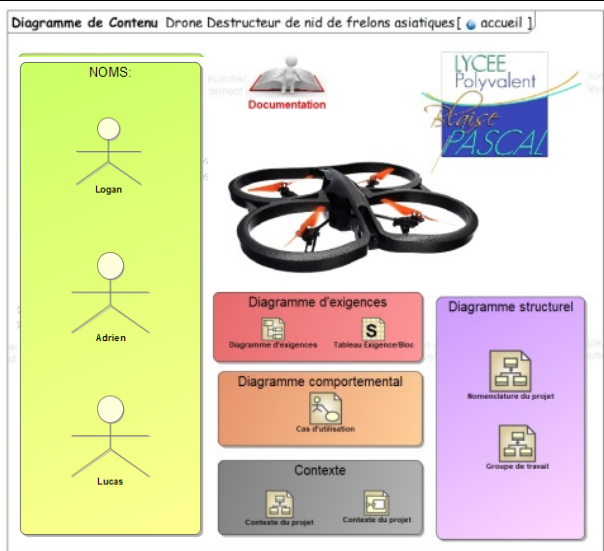 Diagramme de Contenu Drone Destructeur de nid de frelons asiatiques [ accueil ]
NOMS:
Logan
Adrien
Lucas
Documentation
LYCEE
Polyvalent
Blaise
PASCAL
Diagramme d'exigences
Diagramme d'exigences
Tableau Exigence/Bloc
S
Diagramme comportemental
Cas d'utilisation
Contexte
Contexte du projet
Contexte du projet
Diagramme structurel
Nomenclature du projet
Groupe de travail